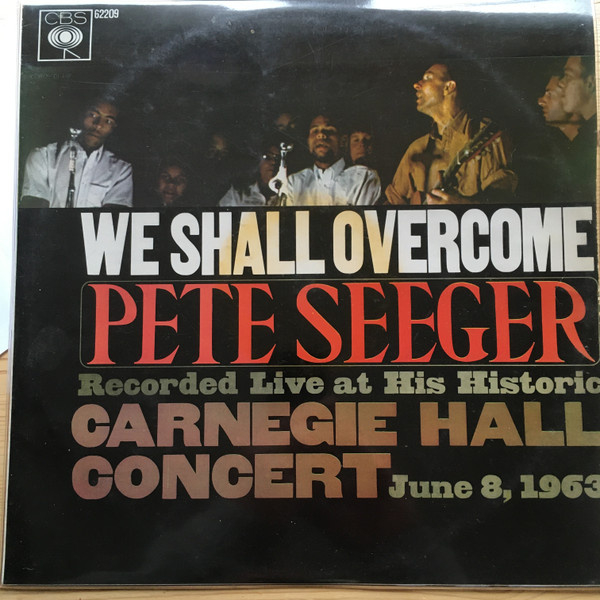 CBS 62209
WE SHALL OVERCOME
PETE SEEGER
Recorded Live at His Historic
CARNEGIE HALL
CONCERT June 8, 1963